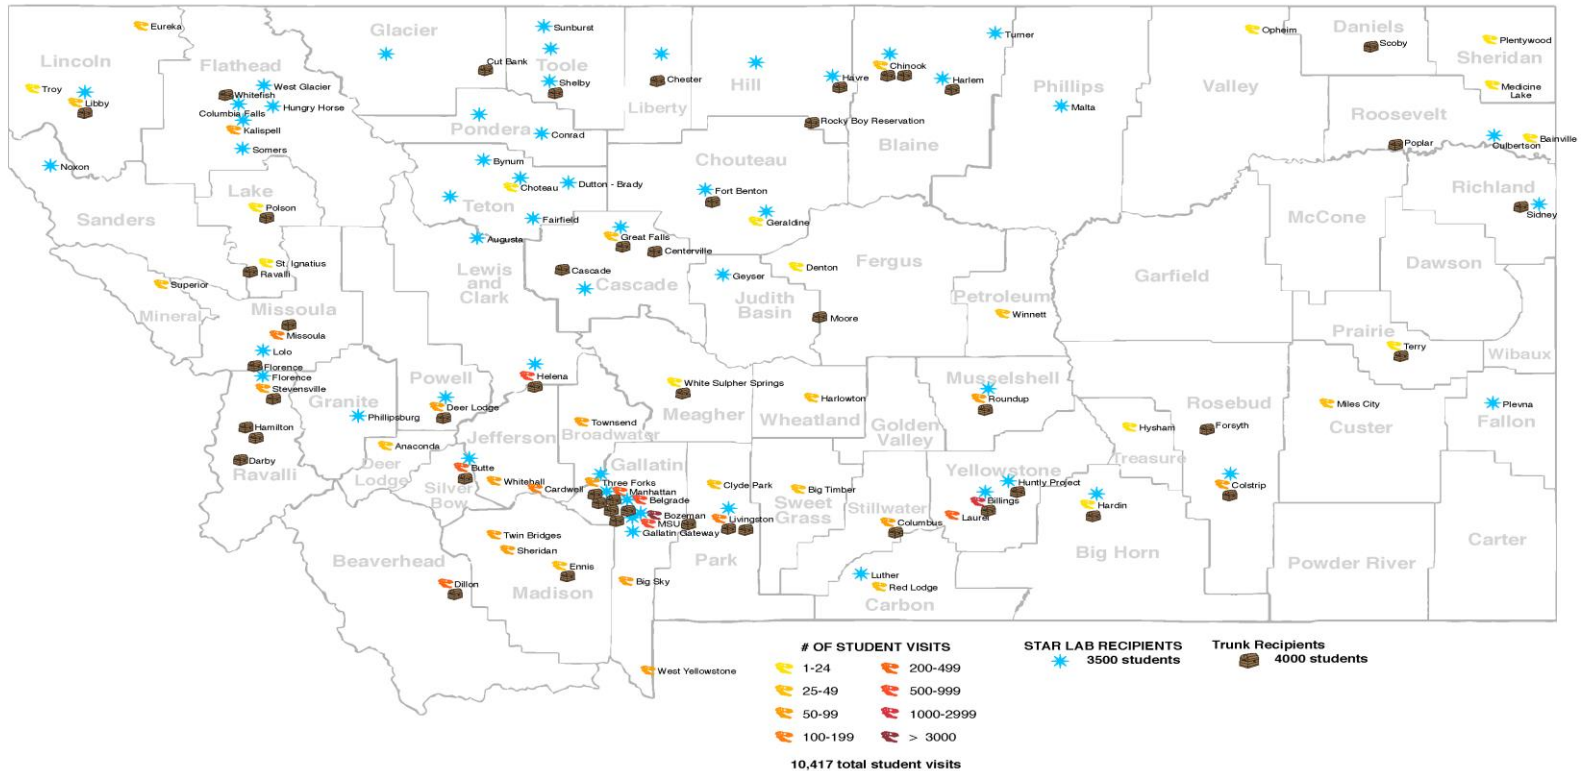 Eureka
Glacier
Sunburst
Turner
Opheim
Daniels
Scoby
Plentywood
Sheridan
Lincoln
Flathead
Cut Bank
Toole
Shelby
Chester
Hill
Havre
Chinook
Harlem
Phillips
Valley
Medicine
Lake
Troy
Libby
West Glacier
Whitefish
Hungry Horse
Columbia Falls
Kalispell
Somers
Liberty
Malta
Roosevelt
Pondera
Conrad
Rocky Boy Reservation
Blaine
Poplar
Culbertson
Bainville
Noxon
Bynum
Chouteau
Choteau
Dutton - Brady
Teton
Fort Benton
Richland
Sidney
Lake
Polson
Sanders
Fairfield
Geraldine
McCone
Augusta
Great Falls
Centerville
St. Ignatius
Ravalli
Lewis
and
Clark
Cascade
Cascade
Geyser
Denton
Fergus
Garfield
Dawson
Superior
Mineral
Missoula
Missoula
Judith
Basin
Moore
Petroleum
Winnett
Prairie
Terry
Wibaux
Lolo
Florence
Florence
Stevensville
Helena
Powell
Deer Lodge
Granite
Phillipsburg
White Sulpher Springs
Meagher
Harlowton
Wheatland
Musselshell
Roundup
Golden
Valley
Rosebud
Forsyth
Miles City
Custer
Plevna
Fallon
Hamilton
Darby
Ravalli
Anaconda
Deer
Lodge
Jefferson
Townsend
Broadwater
Hysham
Treasure
Butte
Silver
Bow
Whitehall
Cardwell
Gallatin
Three Forks
Manhattan
Belgrade
Bozeman
MSU
Gallatin Gateway
Clyde Park
Livingston
Big Timber
Sweet
Grass
Stillwater
Columbus
Yellowstone
Huntly Project
Billings
Laurel
Hardin
Colstrip
Big Horn
Powder River
Carter
Beaverhead
Dillon
Twin Bridges
Sheridan
Ennis
Madison
Big Sky
Park
Luther
Red Lodge
Carbon
West Yellowstone
# OF STUDENT VISITS
1-24
25-49
50-99
100-199
200-499
500-999
1000-2999
> 3000
10,417 total student visits
STAR LAB RECIPIENTS
3500 students
Trunk Recipients
4000 students